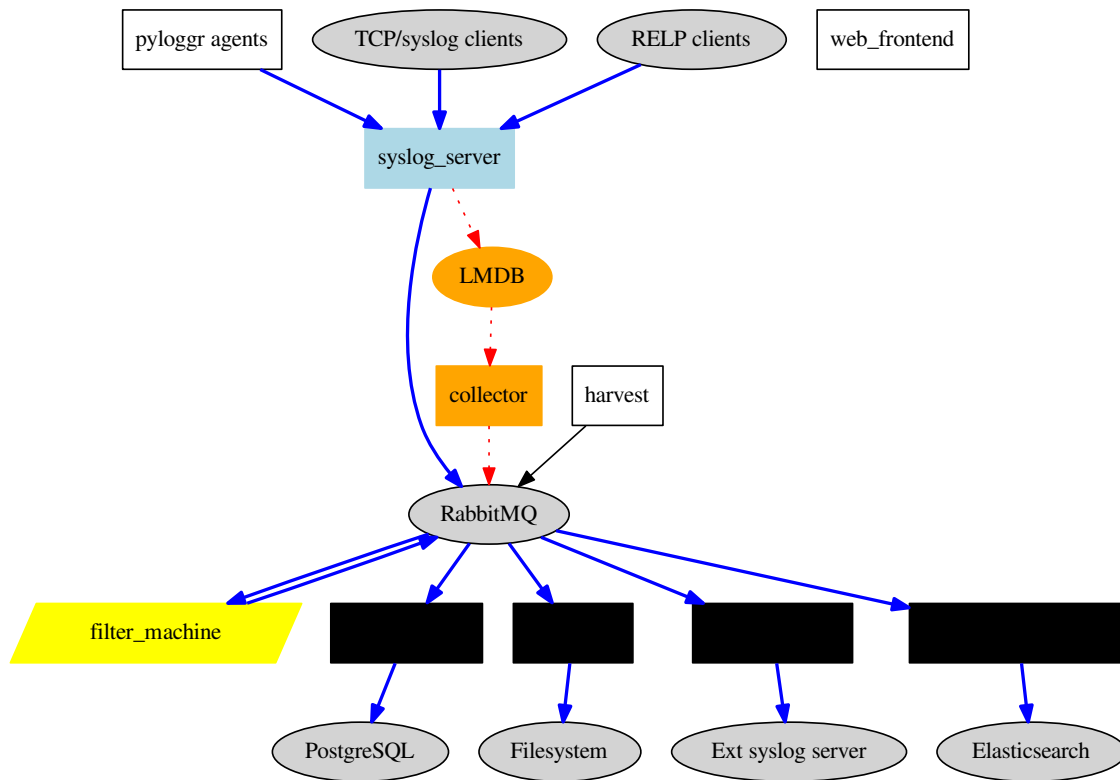 pyloggr agents
TCP/syslog clients
RELP clients
web_frontend
syslog_server
LMDB
collector
harvest
RabbitMQ
filter_machine
PostgreSQL
Filesystem
Ext syslog server
Elasticsearch